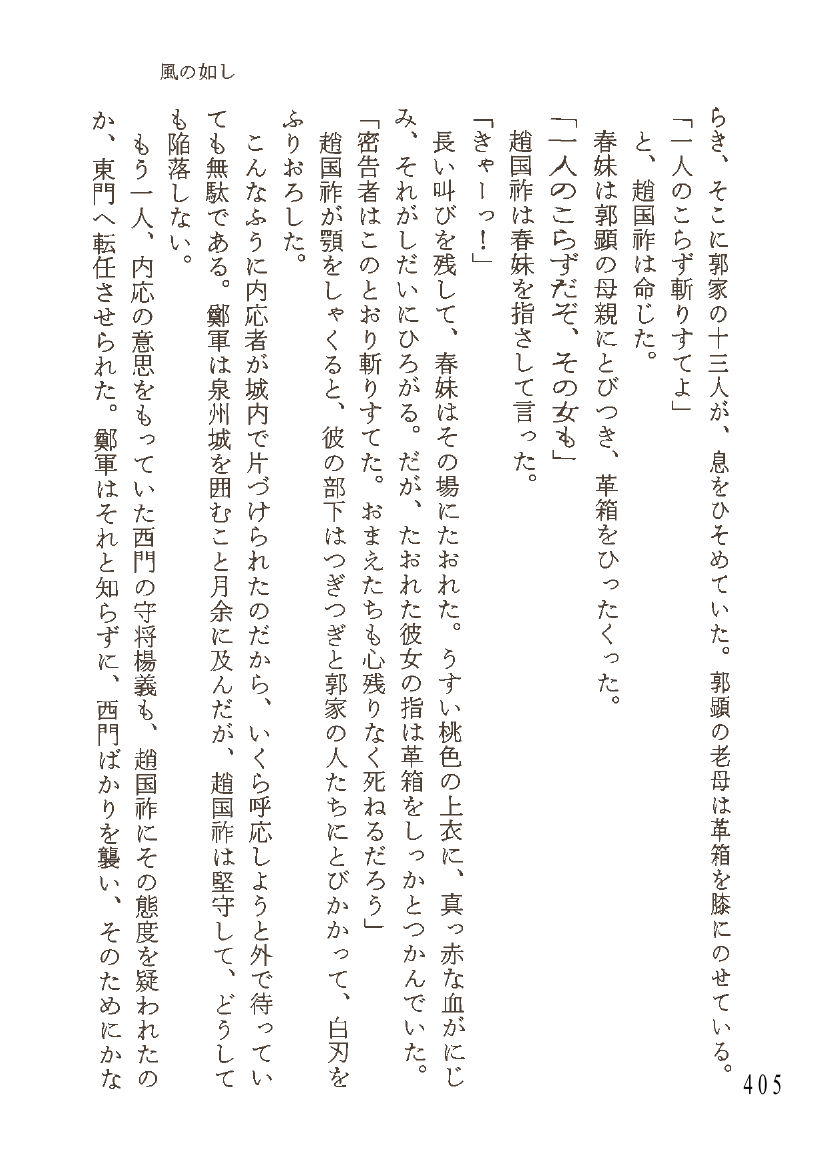 風の如し
らき、そこに郭家の十三人が、息をひそめていた。郭顕の老母は革箱を膝にのせている。
「一人のこらず斬りすてよ」
と、趙国祚は命じた。
春妹は郭顕の母親にとびつき、革箱をひったくった。
「一人のこらずだぞ、その女も」
趙国祚は春妹を指さして言った。
「きゃーっ！」
長い叫びを残して、春妹はその場にたおれた。うすい桃色の上衣に、真っ赤な血がにじ
み、それがしだいにひろがる。だが、たおれた彼女の指は革箱をしっかとつかんでいた。
「密告者はこのとおり斬りすてた。おまえたちも心残りなく死ねるだろう」
趙国祚が顎をしゃくると、彼の部下はつぎつぎと郭家の人たちにとびかかって、白刃を
ふりおろした。
こんなふうに内応者が城内で片づけられたのだから、いくら呼応しようと外で待ってい
ても無駄である。鄭軍は泉州城を囲むこと月余に及んだが、趙国祚は堅守して、どうして
も陥落しない。
もう一人、内応の意思をもっていた西門の守将楊義も、趙国祚にその態度を疑われたの
か、東門へ転任させられた。鄭軍はそれと知らずに、西門ばかりを襲い、そのためにかな
405